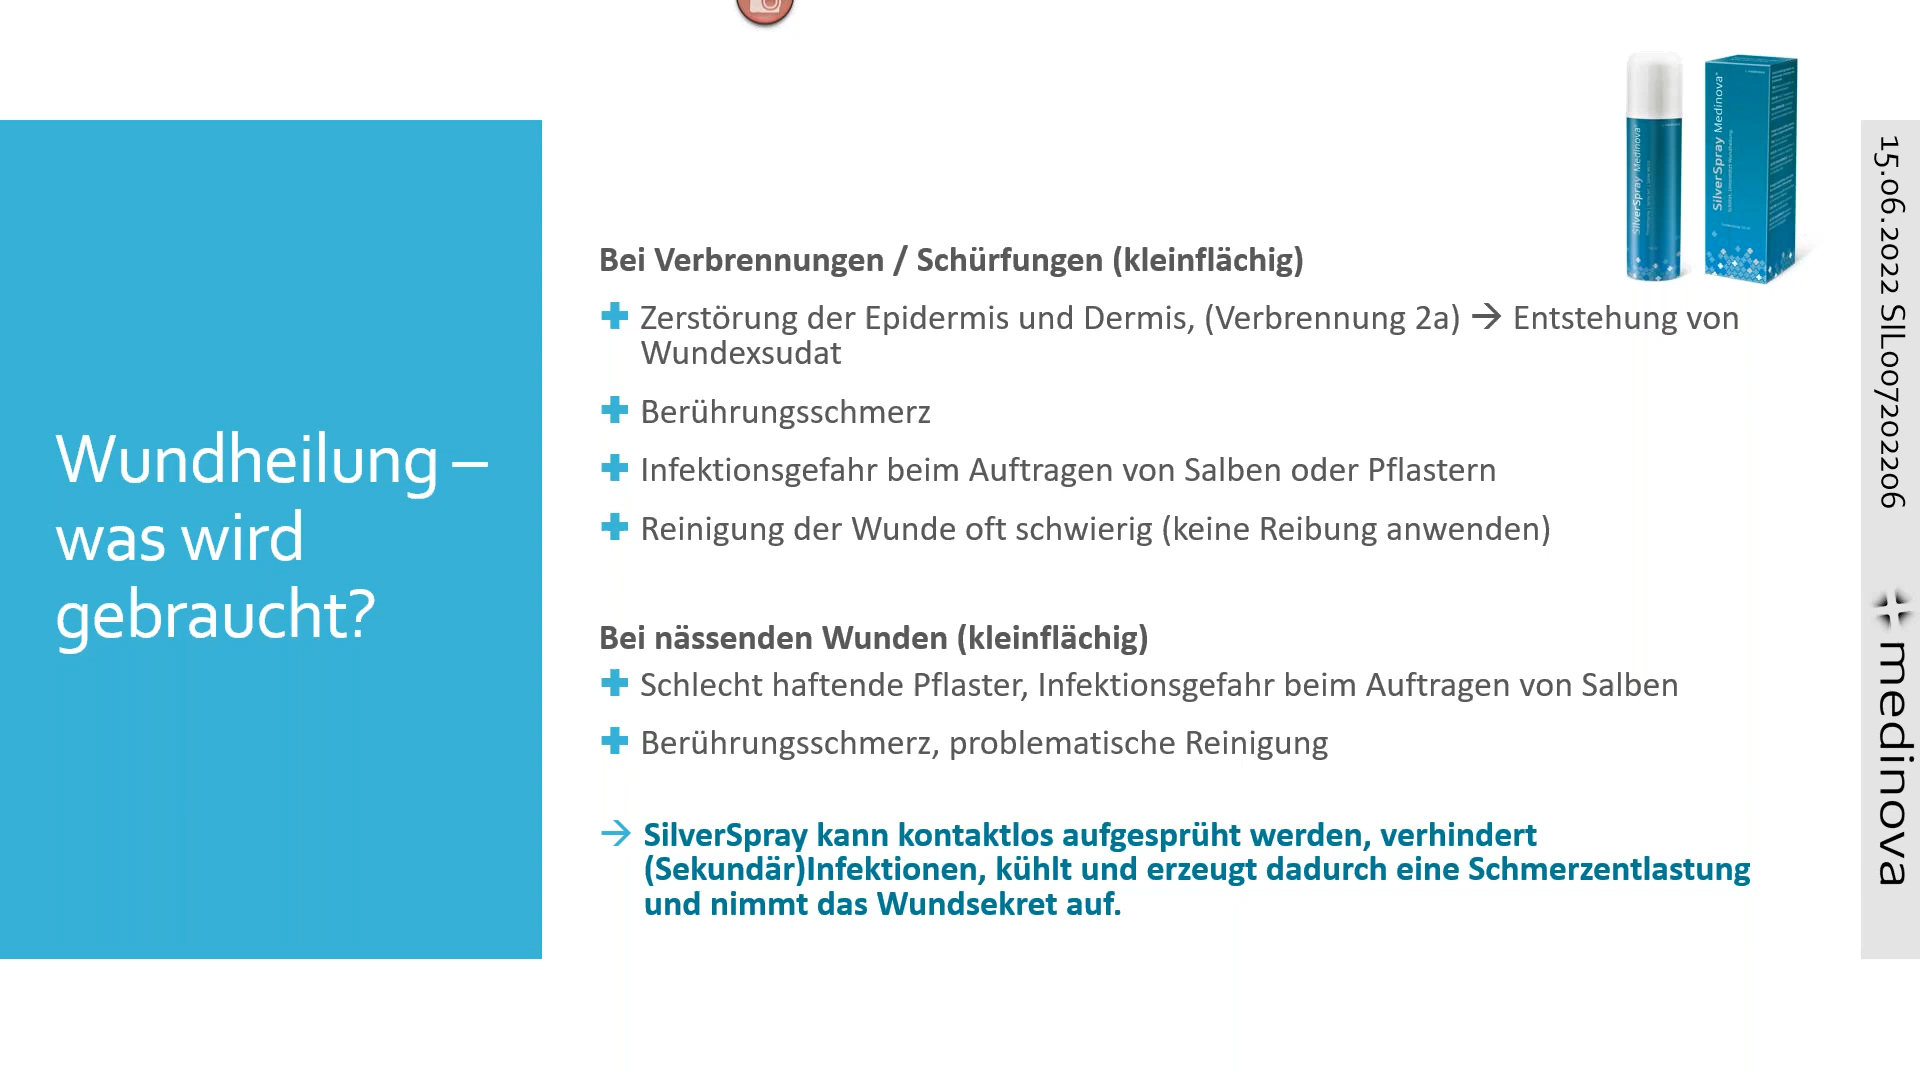 Wundheilung –
was wird
gebraucht?
Bei Verbrennungen / Schürfungen (kleinflächig)
Zerstörung der Epidermis und Dermis, (Verbrennung 2a) → Entstehung von
Wundexsudat
Berührungsschmerz
Infektionsgefahr beim Auftragen von Salben oder Pflastern
Reinigung der Wunde oft schwierig (keine Reibung anwenden)
Bei nässenden Wunden (kleinflächig)
Schlecht haftende Pflaster, Infektionsgefahr beim Auftragen von Salben
Berührungsschmerz, problematische Reinigung
→ SilverSpray kann kontaktlos aufgesprüht werden, verhindert
(Sekundär)Infektionen, kühlt und erzeugt dadurch eine Schmerzentlastung
und nimmt das Wundsekret auf.
SilverSpray Medinova
SilverSpray Medinova
15.06.2022 SIL007202206
medinova